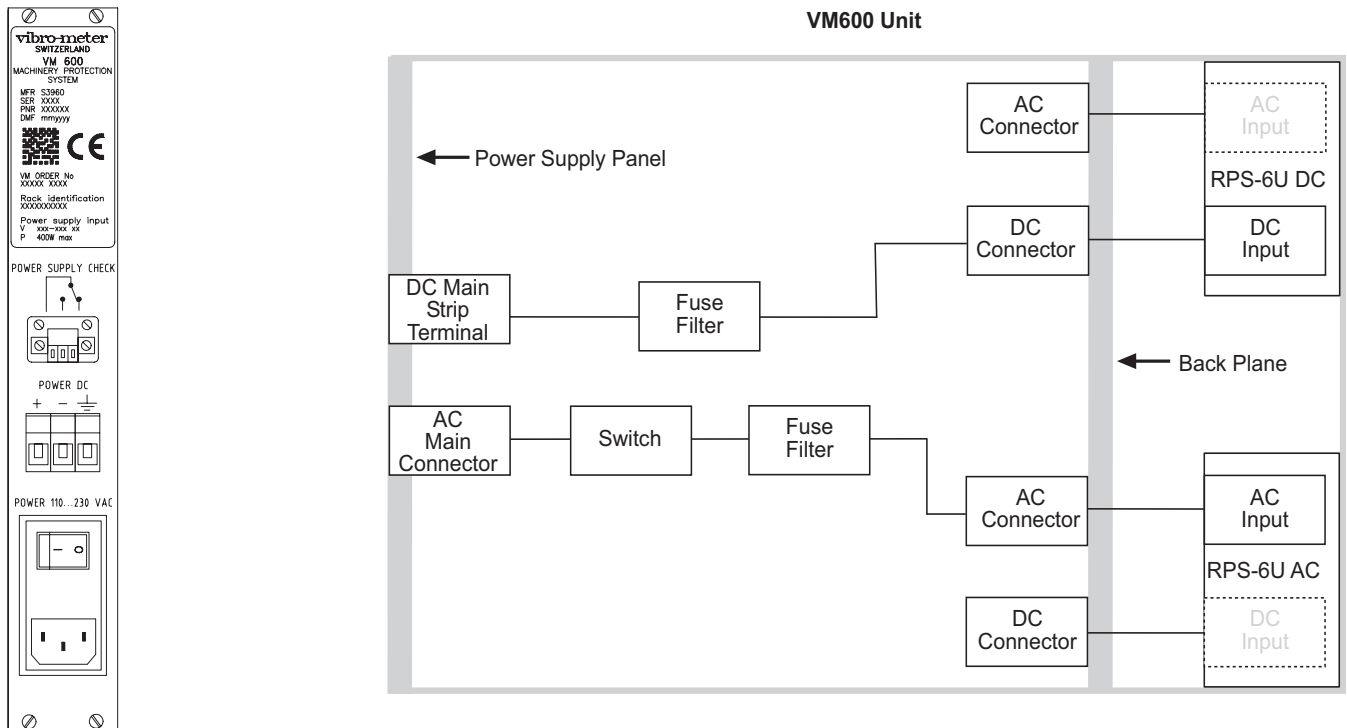 vibro-meter
SWITZERLAND
VM 600
MACHINERY PROTECTION
SYSTEM
MFR S3960
SER XXXX
PNR XXXXXX
DMF mmyyyy
CE
VM ORDER No
XXXXX XXXX
Rack identification
XXXXXXXXXX
Power supply input
V xxx-xxx xx
P 400W max
POWER SUPPLY CHECK
POWER DC
+ -
POWER 110...230 VAC
- o
VM600 Unit
Power Supply Panel
AC
Connector
AC
Input
RPS-6U DC
DC
Connector
DC
Input
DC Main
Strip
Terminal
Fuse
Filter
Back Plane
AC
Main
Connector
Switch
Fuse
Filter
AC
Connector
AC
Input
RPS-6U AC
DC
Connector
DC
Input